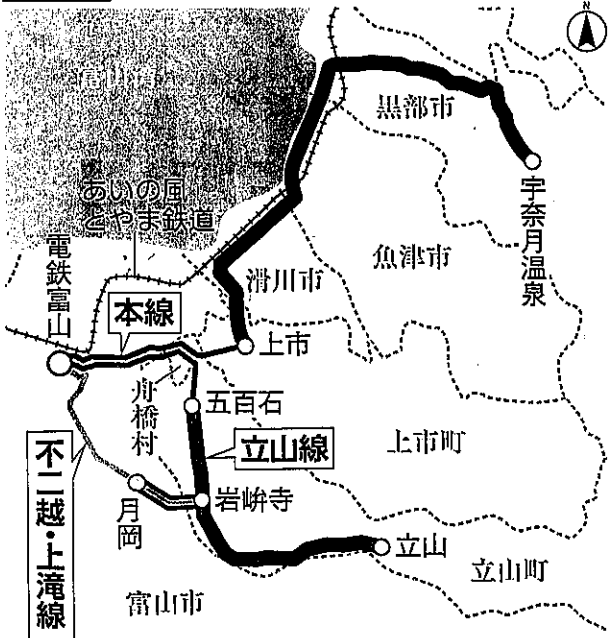 N
富山湾
黒部市
あいの風
とやま鉄道
宇奈月温泉
電鉄富山
魚津市
滑川市
本線
上市
舟橋村
五百石
立山線
上市町
不二越・上滝線
月岡
岩峅寺
立山
立山町
富山市